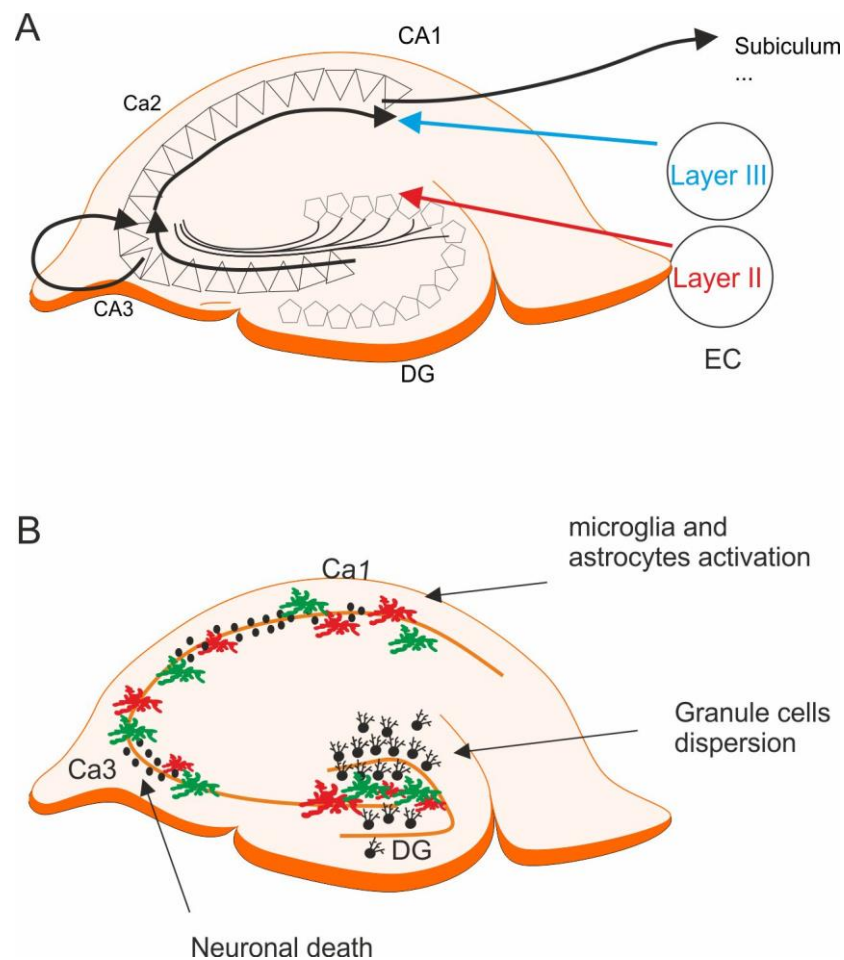 A
CA1
Subiculum
...
Ca2
Layer III
Layer II
CA3
EC
DG
B
microglia and
astrocytes activation
Ca1
Granule cells
dispersion
Ca3
DG
Neuronal death